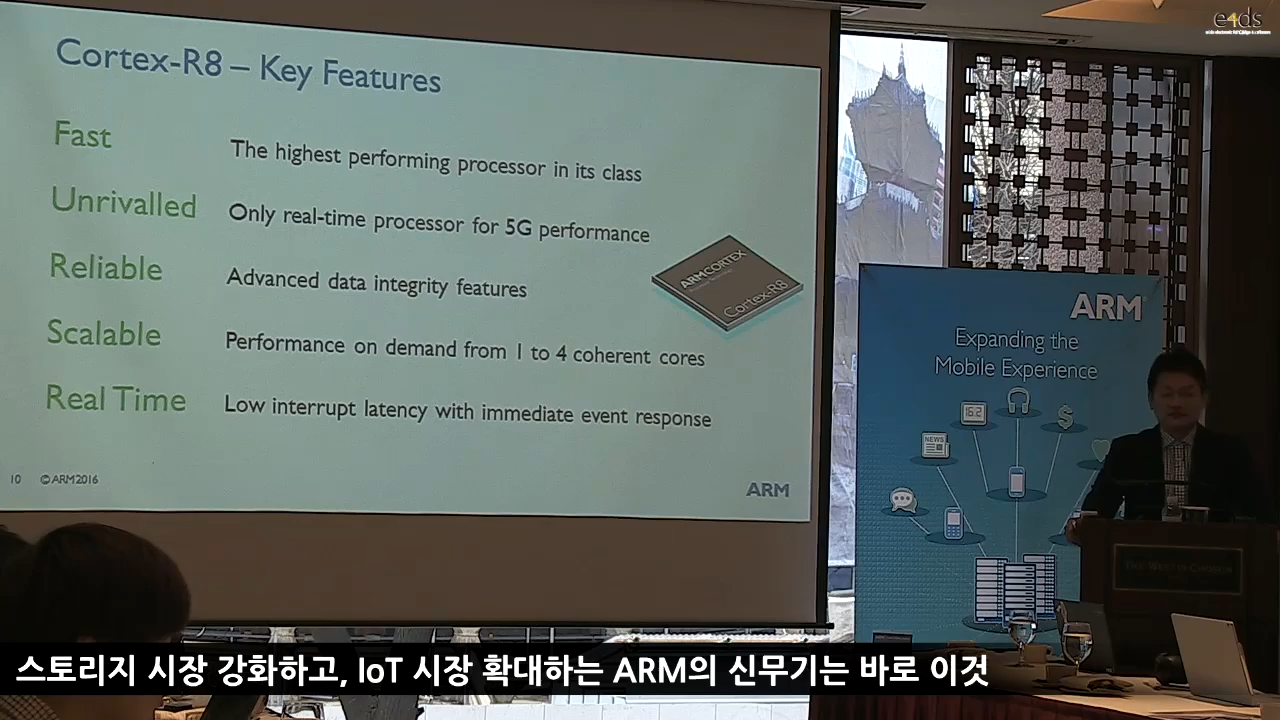 e4ds
Cortex-R8 – Key Features
Fast
The highest performing processor in its class
Unrivalled
Only real-time processor for 5G performance
Reliable
Advanced data integrity features
Scalable
Performance on demand from 1 to 4 coherent cores
Real Time
Low interrupt latency with immediate event response
ARMCORTEX
Cortex-R8
10 ©ARM2016
ARM
ARM
Expanding the
Mobile Experience
16.2
$
NEWS
스토리지 시장 강화하고, IoT 시장 확대하는 ARM의 신무기는 바로 이것